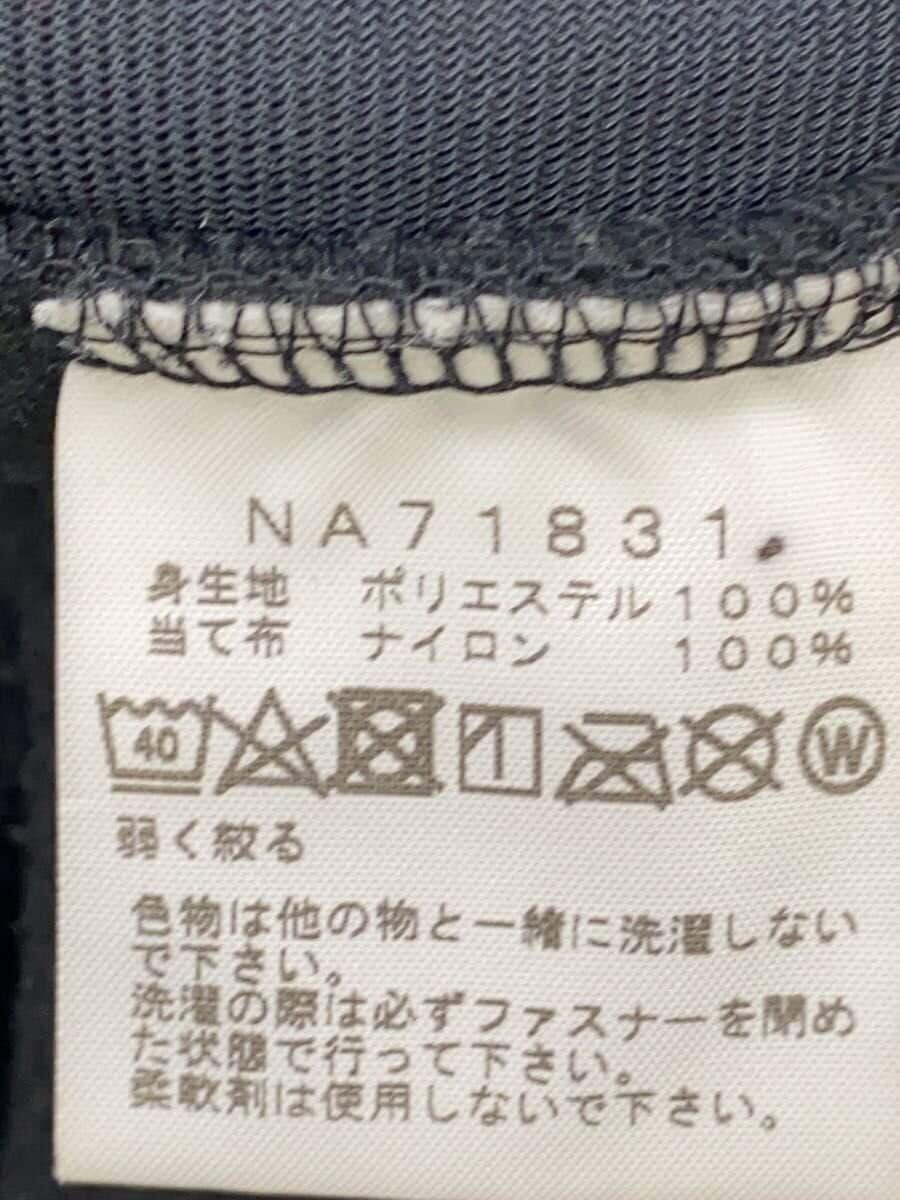 NA71831
身生地 ポリエステル100%
当て布 ナイロン 100%
40 W
弱く絞る
色物は他の物と一緒に洗濯しない
で下さい。
洗濯の際は必ずファスナーを閉め
た状態で行って下さい。
柔軟剤は使用しないで下さい。